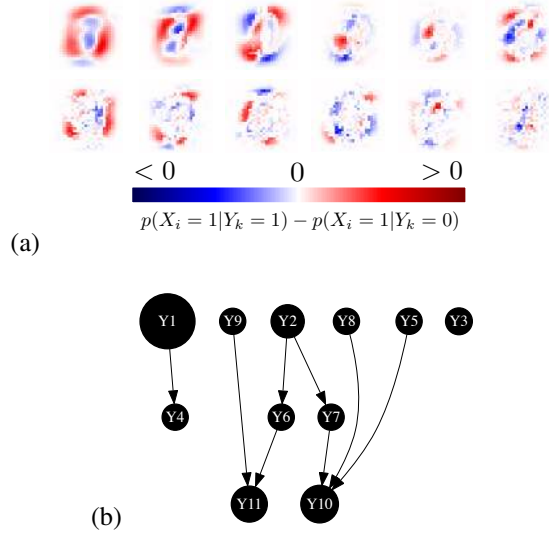 < 0 0 > 0
p(X_i = 1|Y_k = 1) − p(X_i = 1|Y_k = 0)
(a)
Y1 Y9 Y2 Y8 Y5 Y3
Y4 Y6 Y7
Y11 Y10
(b)